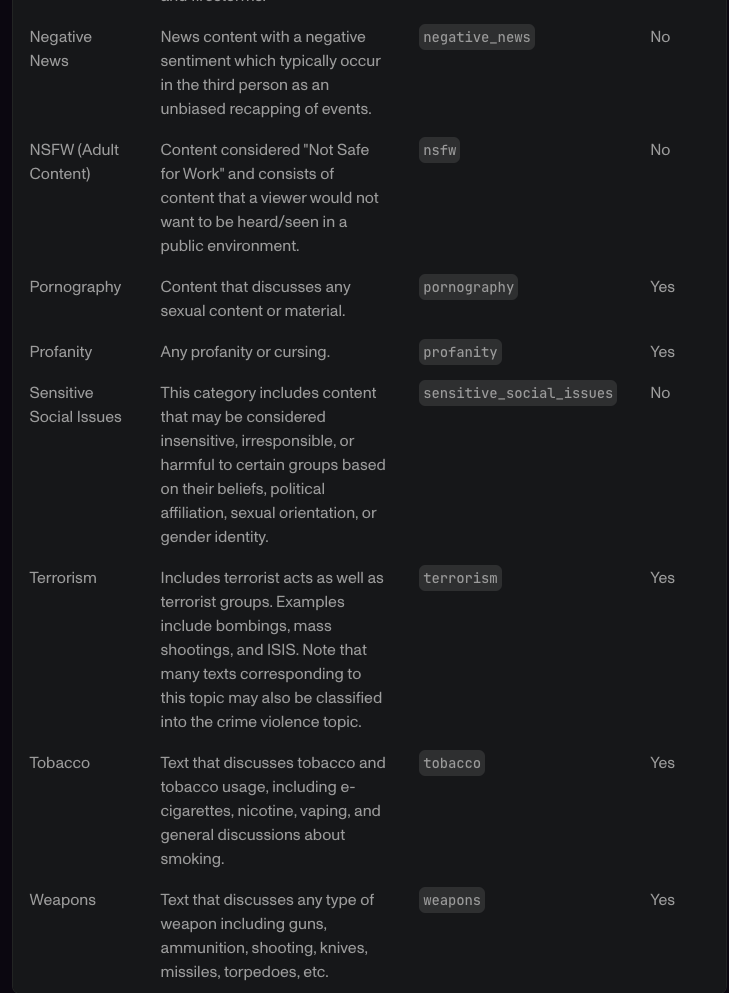 Negative
News
News content with a negative
sentiment which typically occur
in the third person as an
unbiased recapping of events.
negative_news
No
NSFW (Adult
Content)
Content considered "Not Safe
for Work" and consists of
content that a viewer would not
want to be heard/seen in a
public environment.
nsfw
No
Pornography
Content that discusses any
sexual content or material.
pornography
Yes
Profanity
Any profanity or cursing.
profanity
Yes
Sensitive
Social Issues
This category includes content
that may be considered
insensitive, irresponsible, or
harmful to certain groups based
on their beliefs, political
affiliation, sexual orientation, or
gender identity.
sensitive_social_issues
No
Terrorism
Includes terrorist acts as well as
terrorist groups. Examples
include bombings, mass
shootings, and ISIS. Note that
many texts corresponding to
this topic may also be classified
into the crime violence topic.
terrorism
Yes
Tobacco
Text that discusses tobacco and
tobacco usage, including e-
cigarettes, nicotine, vaping, and
general discussions about
smoking.
tobacco
Yes
Weapons
Text that discusses any type of
weapon including guns,
ammunition, shooting, knives,
missiles, torpedoes, etc.
weapons
Yes